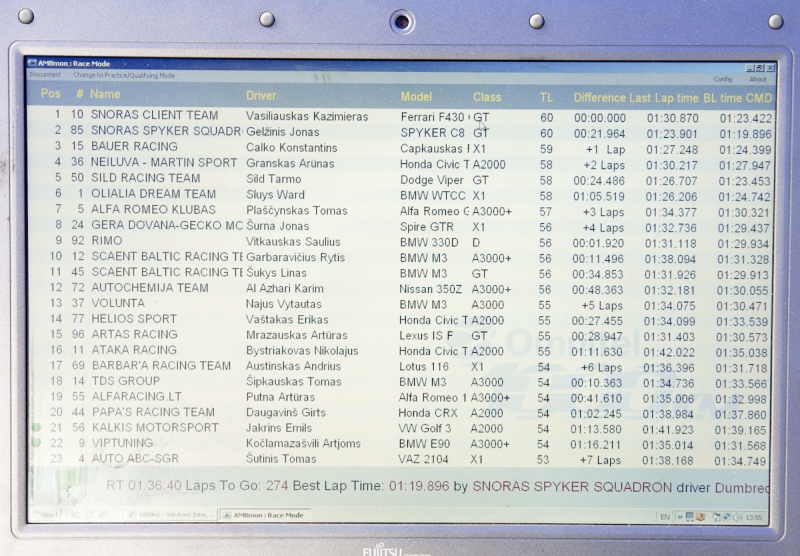 AMBimon : Race Mode
Disconnect Change to Practice/Qualifying Mode Config About
Pos # Name Driver Model Class TL Difference Last Lap time BL time CMD
1 10 SNORAS CLIENT TEAM Vasiliauskas Kazimieras Ferrari F430 GT 60 00:00.000 01:30.870 01:23.422
2 85 SNORAS SPYKER SQUADR Gelžinis Jonas SPYKER C8 GT 60 00:21.964 01:23.901 01:19.896
3 15 BAUER RACING Calko Konstantins Capkauskas X1 59 +1 Lap 01:27.248 01:24.399
4 36 NEILUVA - MARTIN SPORT Granskas Arūnas Honda Civic T A2000 58 +2 Laps 01:30.217 01:27.947
5 50 SILD RACING TEAM Sild Tarmo Dodge Viper GT 58 00:24.486 01:26.707 01:23.453
6 1 OLIALIA DREAM TEAM Sluys Ward BMW WTCC X1 58 01:05.519 01:26.206 01:24.742
7 5 ALFA ROMEO KLUBAS Plaščynskas Tomas Alfa Romeo G A3000+ 57 +3 Laps 01:34.377 01:30.321
8 24 GERA DOVANA-GECKO MO Šurna Jonas Spire GTR X1 56 +4 Laps 01:32.736 01:29.437
9 92 RIMO Vitkauskas Saulius BMW 330D D 56 00:01.920 01:31.118 01:29.934
10 12 SCAENT BALTIC RACING TE Garbaravičius Rytis BMW M3 A3000+ 56 00:11.496 01:38.094 01:31.328
11 45 SCAENT BALTIC RACING TE Šukys Linas BMW M3 GT 56 00:34.853 01:31.926 01:29.913
12 72 AUTOCHEMIJA TEAM Al Azhari Karim Nissan 350Z A3000+ 56 00:48.363 01:32.181 01:30.055
13 37 VOLUNTA Najus Vytautas BMW M3 A3000 55 +5 Laps 01:34.075 01:30.471
14 77 HELIOS SPORT Vaštakas Erikas Honda Civic T A2000 55 00:27.455 01:34.099 01:33.539
15 96 ARTAS RACING Mrazauskas Artūras Lexus IS F GT 55 00:28.947 01:31.403 01:30.573
16 11 ATAKA RACING Bystriakovas Nikolajus Honda Civic T A2000 55 01:11.630 01:42.022 01:35.038
17 69 BARBAR'A RACING TEAM Austinskas Andrius Lotus 116 X1 54 +6 Laps 01:36.396 01:31.718
18 14 TDS GROUP Šipkauskas Tomas BMW M3 A3000 54 00:10.363 01:34.736 01:33.566
19 55 ALFARACING.LT Putna Artūras Alfa Romeo 1 A3000+ 54 00:41.610 01:35.006 01:32.998
20 44 PAPA'S RACING TEAM Daugaviņš Girts Honda CRX A2000 54 01:02.245 01:38.984 01:37.860
21 56 KALKIS MOTORSPORT Jakrins Emils VW Golf 3 A2000 54 01:13.580 01:41.923 01:39.165
22 9 VIPTUNING Kočlamazašvili Artjoms BMW E90 A3000+ 54 01:16.211 01:35.014 01:31.568
23 4 AUTO ABC-SGR Šutinis Tomas VAZ 2104 X1 53 +7 Laps 01:38.168 01:34.749
RT 01:36:40 Laps To Go: 274 Best Lap Time: 01:19.896 by SNORAS SPYKER SQUADRON driver Dumbrec
Start AMBimon : Race Mode EN 13:55
FUJITSU